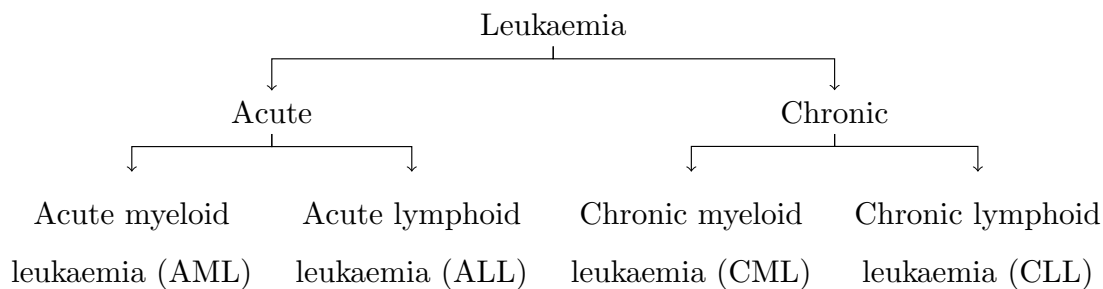 Leukaemia
Acute
Chronic
Acute myeloid
leukaemia (AML)
Acute lymphoid
leukaemia (ALL)
Chronic myeloid
leukaemia (CML)
Chronic lymphoid
leukaemia (CLL)